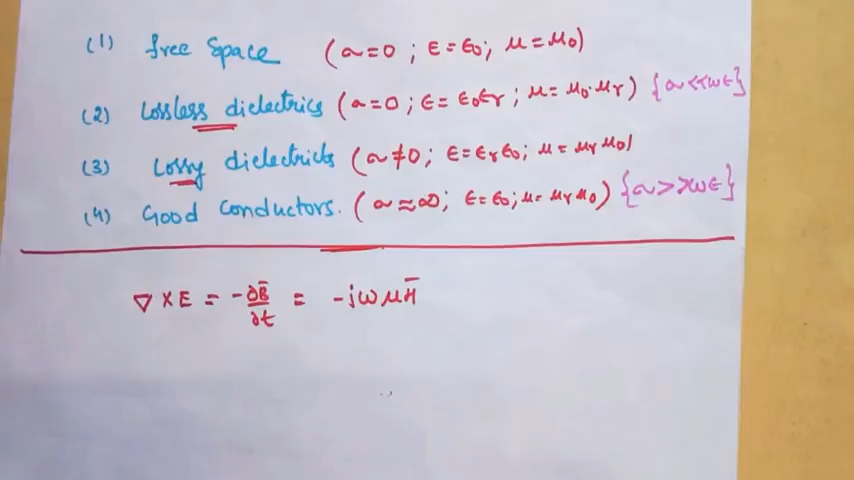 (1) free Space (σ=0 ; ϵ=ϵ0; μ=μ0)
(2) Lossless dielectrics (σ=0; ϵ=ϵ0ϵr; μ=μ0·μr) {σ<<ωϵ}
(3) Lossy dielectricts (σ≠0; ϵ=ϵrϵ0; μ=μrμ0)
(4) Good conductors. (σ≈∞; ϵ=ϵ0; μ=μrμ0) {σ>>ωϵ}
∇×E = -∂B̄/∂t = -jωμH̄